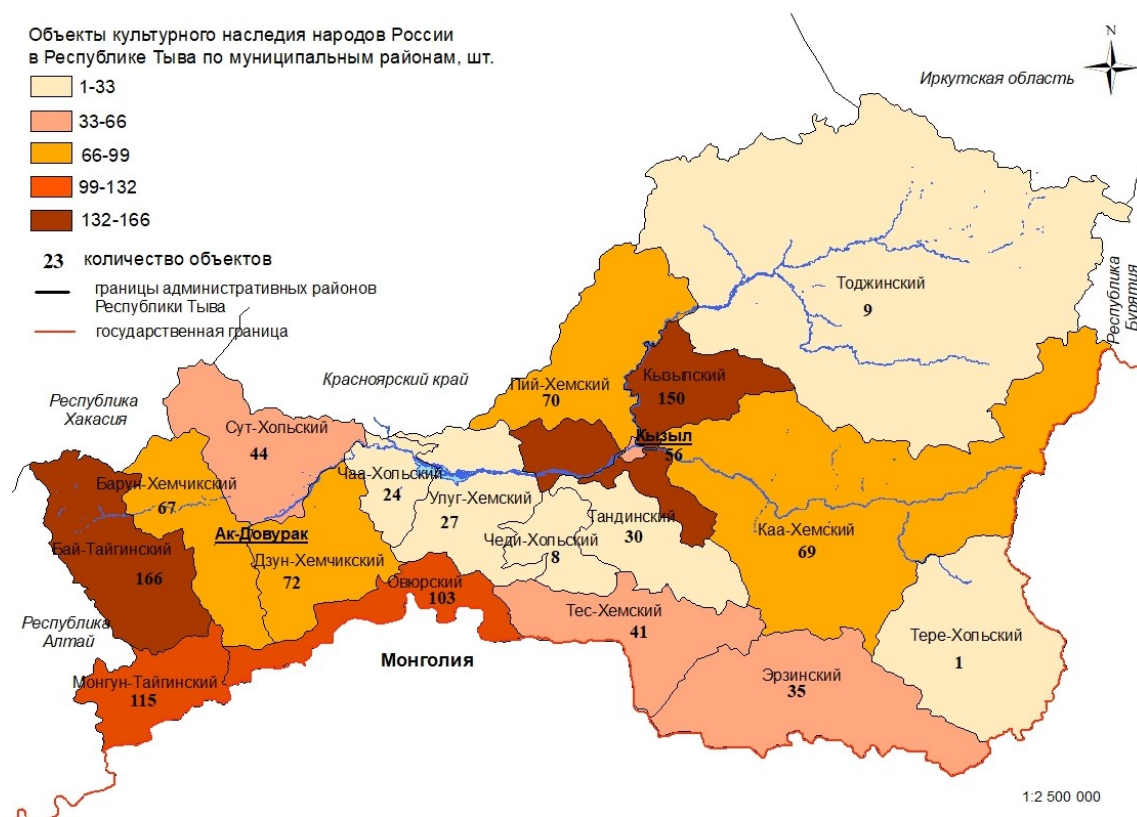 Объекты культурного наследия народов России
в Республике Тыва по муниципальным районам, шт.
1-33
33-66
66-99
99-132
132-166
23 количество объектов
границы административных районов
Республики Тыва
государственная граница
N
Иркутская область
Республика
Бурятия
Тоджинский
9
Красноярский край
Пий-Хемский
70
Кызыпский
150
Республика
Хакасия
Сут-Хольский
44
Кызыл
56
Барун-Хемчикский
67
Чаа-Хольский
24
Улуг-Хемский
27
Тандинский
30
Чеди-Хольский
8
Каа-Хемский
69
Ак-Довурак
Бай-Тайгинский
166
Дзун-Хемчикский
72
Овюрский
103
Тес-Хемский
41
Республика
Алтай
Монголия
Тере-Хольский
1
Монгун-Тайгинский
115
Эрзинский
35
1:2 500 000